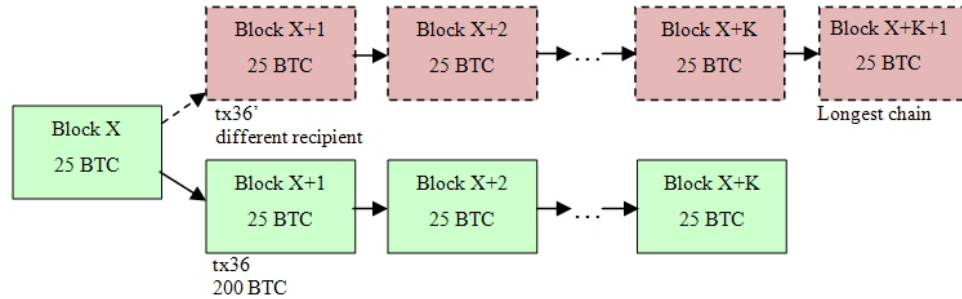 Block X+1
25 BTC
Block X+2
25 BTC
...
Block X+K
25 BTC
Block X+K+1
25 BTC
tx36’
different recipient
Longest chain
Block X
25 BTC
Block X+1
25 BTC
Block X+2
25 BTC
...
Block X+K
25 BTC
tx36
200 BTC